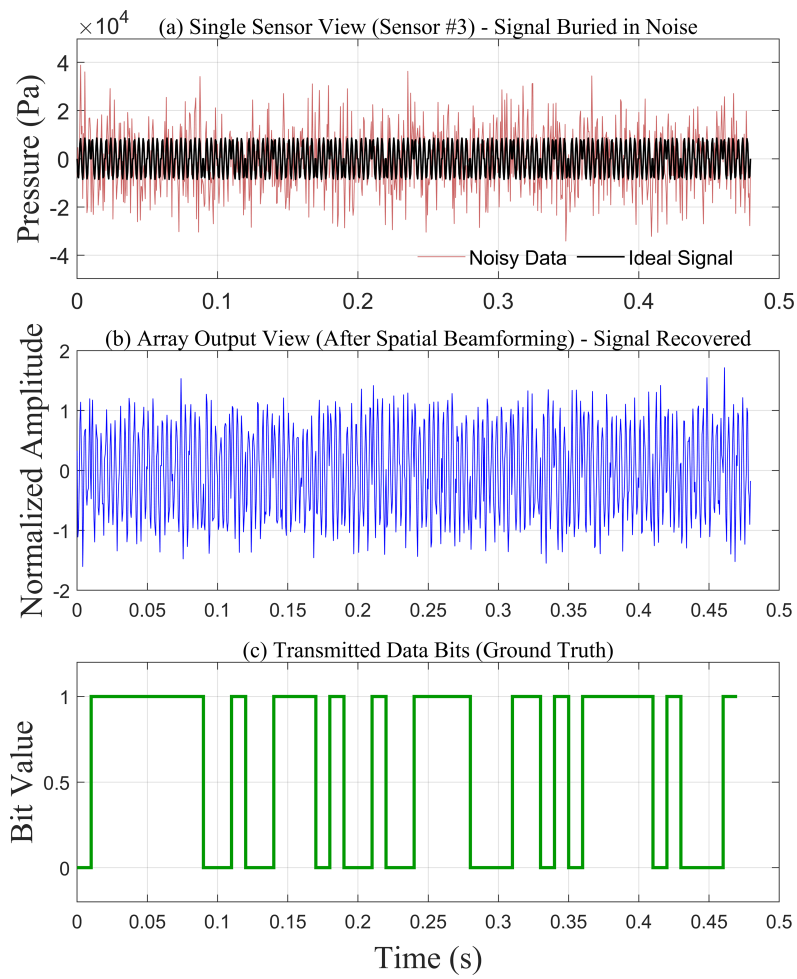 (a) Single Sensor View (Sensor #3) - Signal Buried in Noise
×10⁴
4
2
0
-2
-4
Pressure (Pa)
Noisy Data
Ideal Signal
0 0.1 0.2 0.3 0.4 0.5
(b) Array Output View (After Spatial Beamforming) - Signal Recovered
2
1
0
-1
-2
Normalized Amplitude
0 0.05 0.1 0.15 0.2 0.25 0.3 0.35 0.4 0.45 0.5
(c) Transmitted Data Bits (Ground Truth)
1
0.5
0
Bit Value
0 0.05 0.1 0.15 0.2 0.25 0.3 0.35 0.4 0.45 0.5
Time (s)